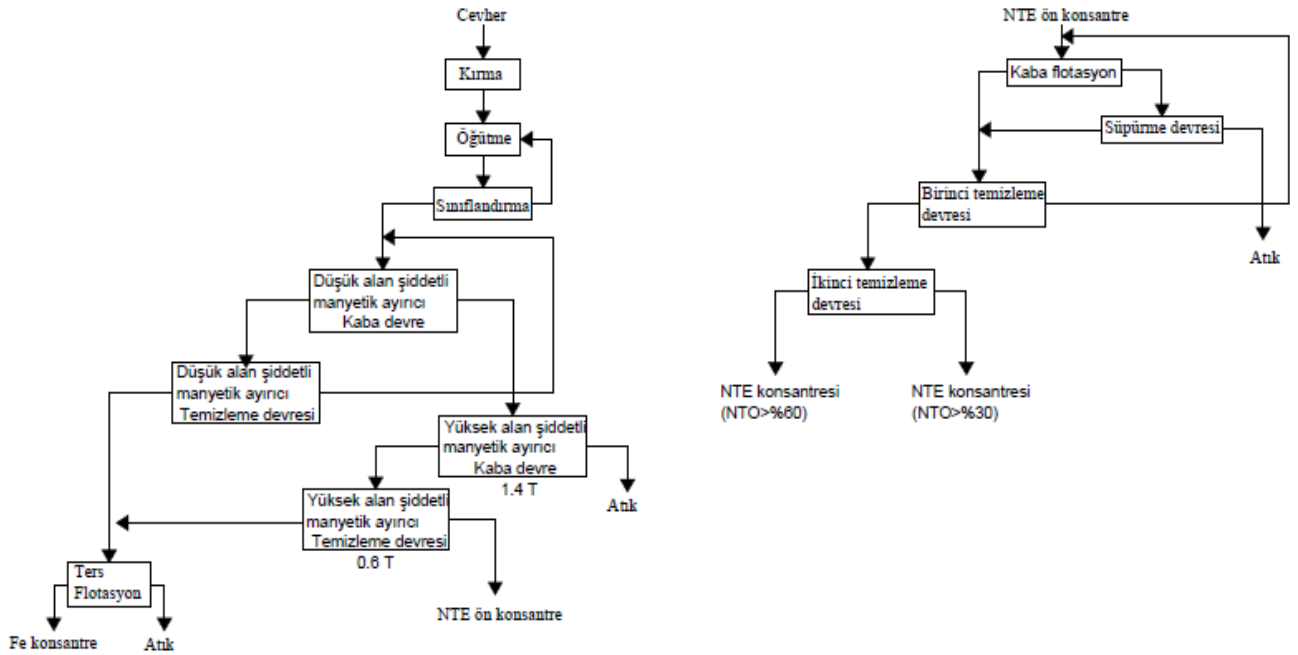 Cevher
Kırma
Öğütme
Sınıflandırma
Düşük alan şiddetli
manyetik ayırıcı
Kaba devre
Düşük alan şiddetli
manyetik ayırıcı
Temizleme devresi
Yüksek alan şiddetli
manyetik ayırıcı
Kaba devre
1.4 T
Atık
Yüksek alan şiddetli
manyetik ayırıcı
Temizleme devresi
0.6 T
Ters
Flotasyon
NTE ön konsantre
Fe konsantre
Atık
NTE ön konsantre
Kaba flotasyon
Süpürme devresi
Birinci temizleme
devresi
Atık
İkinci temizleme
devresi
NTE konsantresi
(NTO>%60)
NTE konsantresi
(NTO>%30)